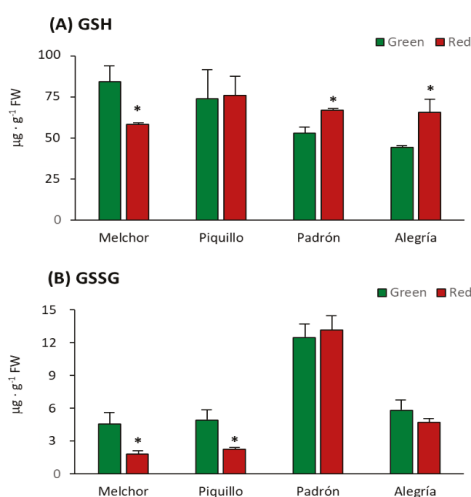 (A) GSH
Green Red
100
75
50
25
0
µg · g⁻¹ FW
*
*
*
Melchor Piquillo Padrón Alegría
(B) GSSG
Green Red
15
12
9
6
3
0
µg · g⁻¹ FW
*
*
Melchor Piquillo Padrón Alegría